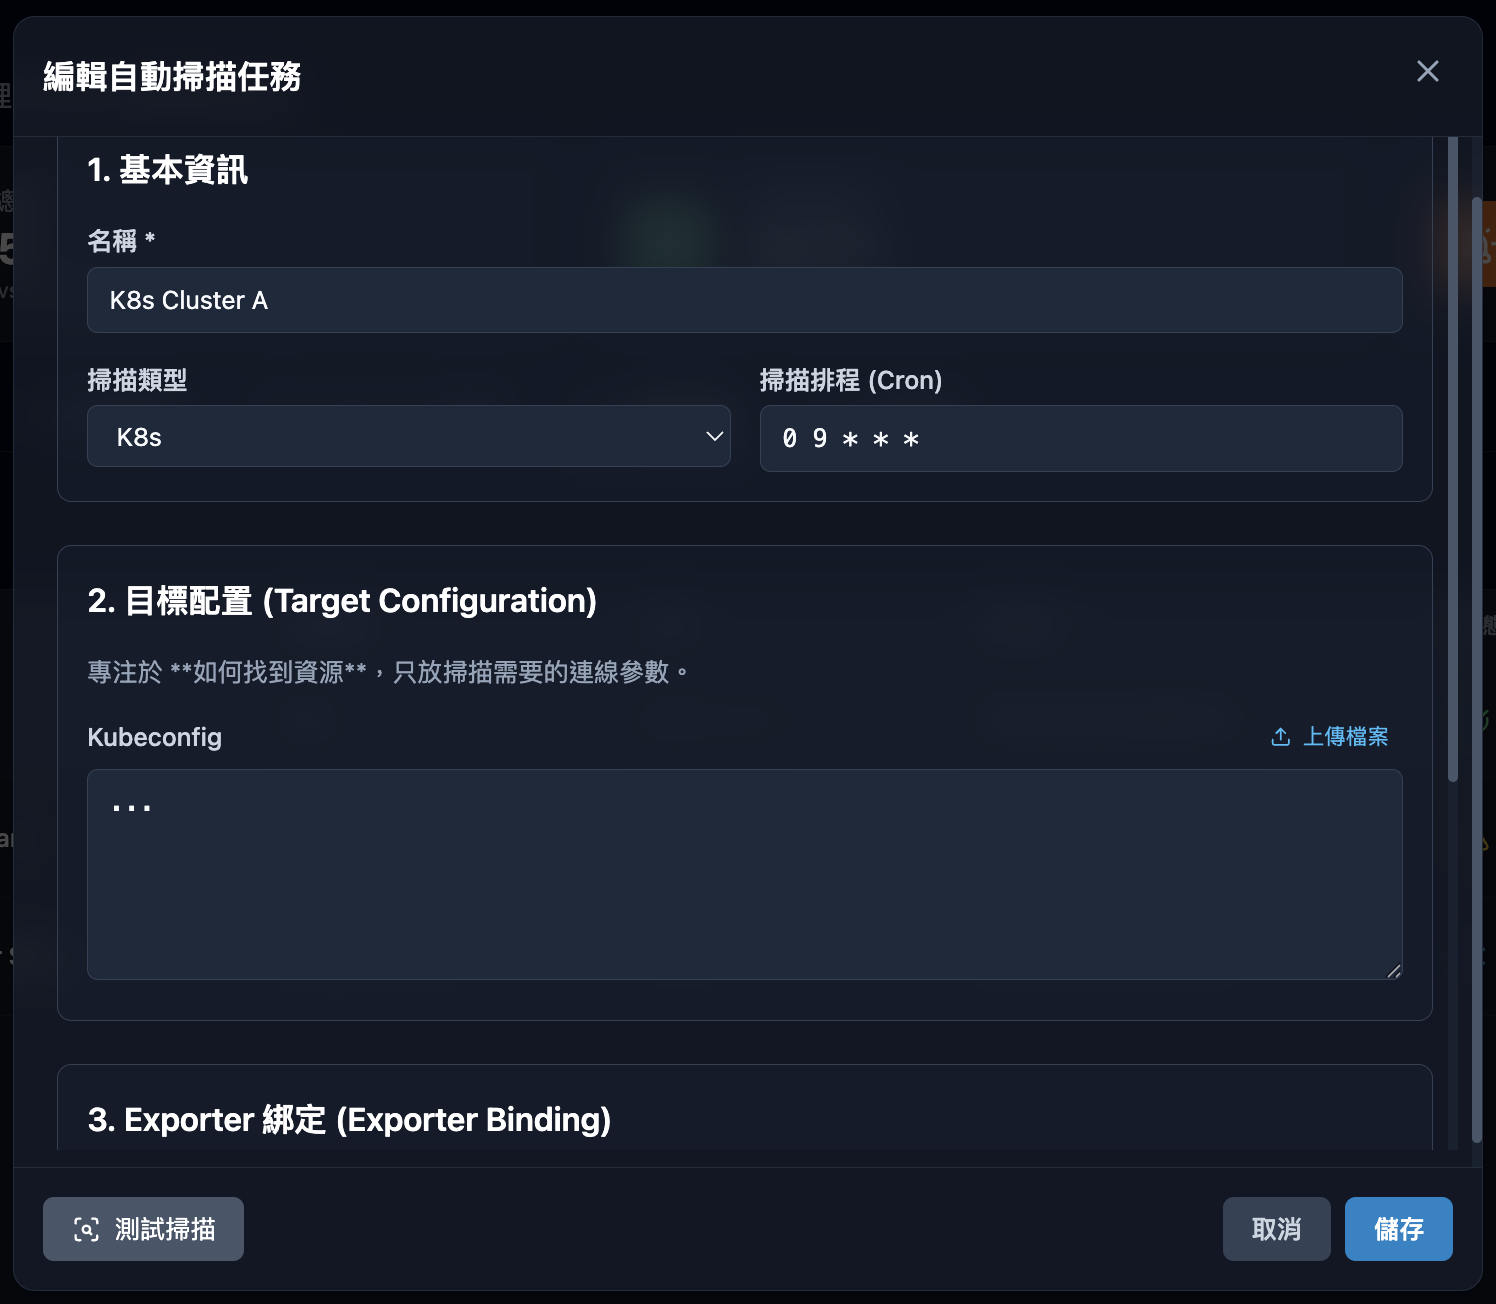 編輯自動掃描任務
1. 基本資訊
名稱 *
K8s Cluster A
掃描類型
掃描排程 (Cron)
K8s
0 9 * * *
2. 目標配置 (Target Configuration)
專注於 **如何找到資源**，只放掃描需要的連線參數。
Kubeconfig
上傳檔案
...
3. Exporter 綁定 (Exporter Binding)
測試掃描
取消
儲存